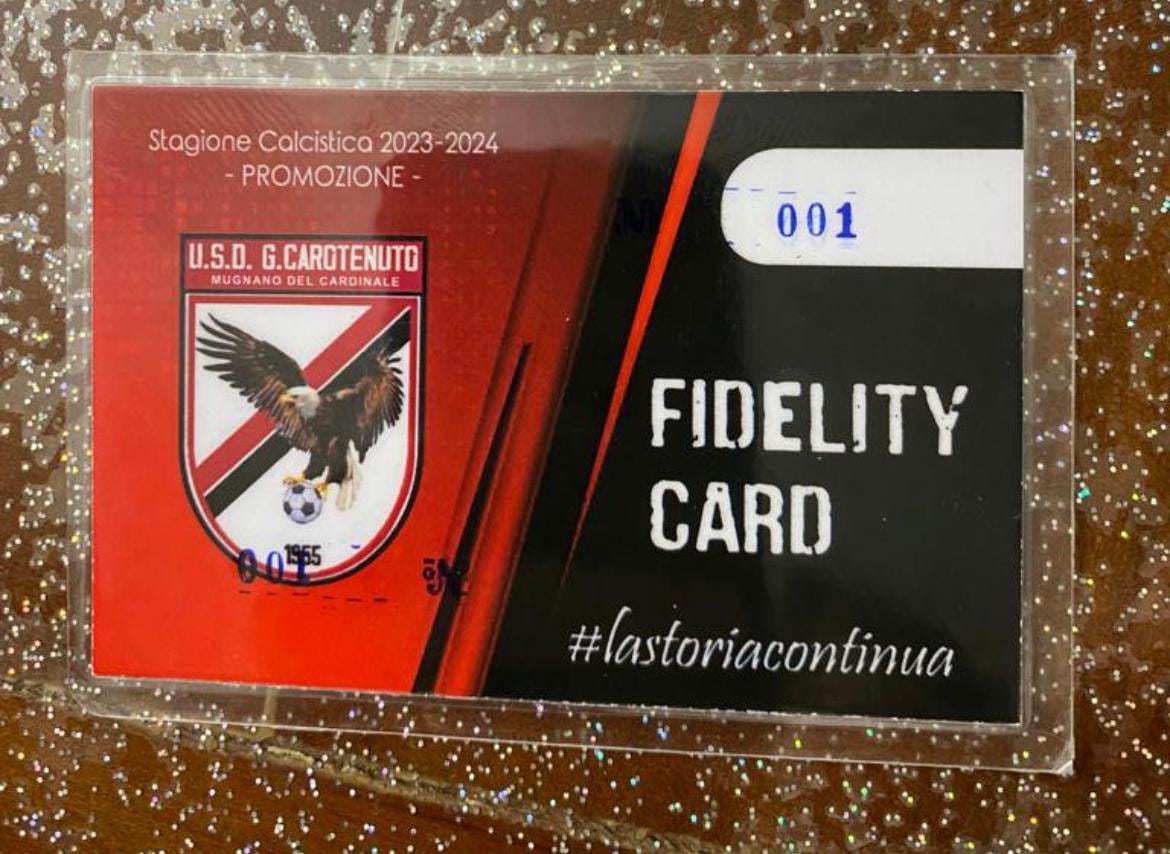 Stagione Calcistica 2023-2024
- PROMOZIONE -
001
U.S.D. G.CAROTENUTO
MUGNANO DEL CARDINALE
FIDELITY
CARD
1965
001
#lastoriacontinua